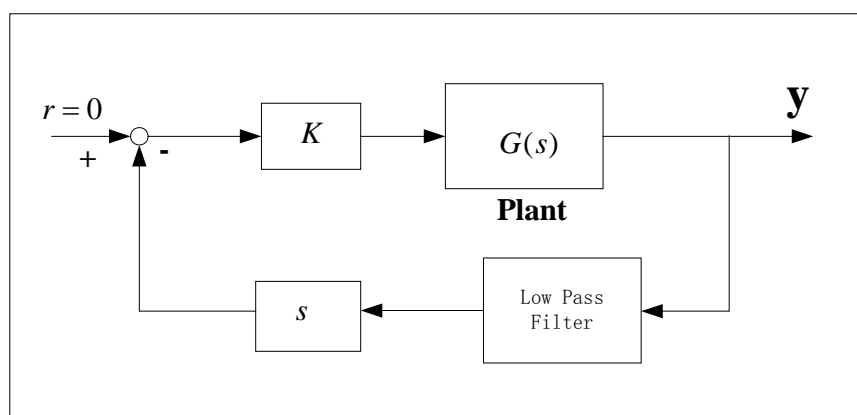 r = 0
y
K
G(s)
+
-
Plant
Low Pass
Filter
s